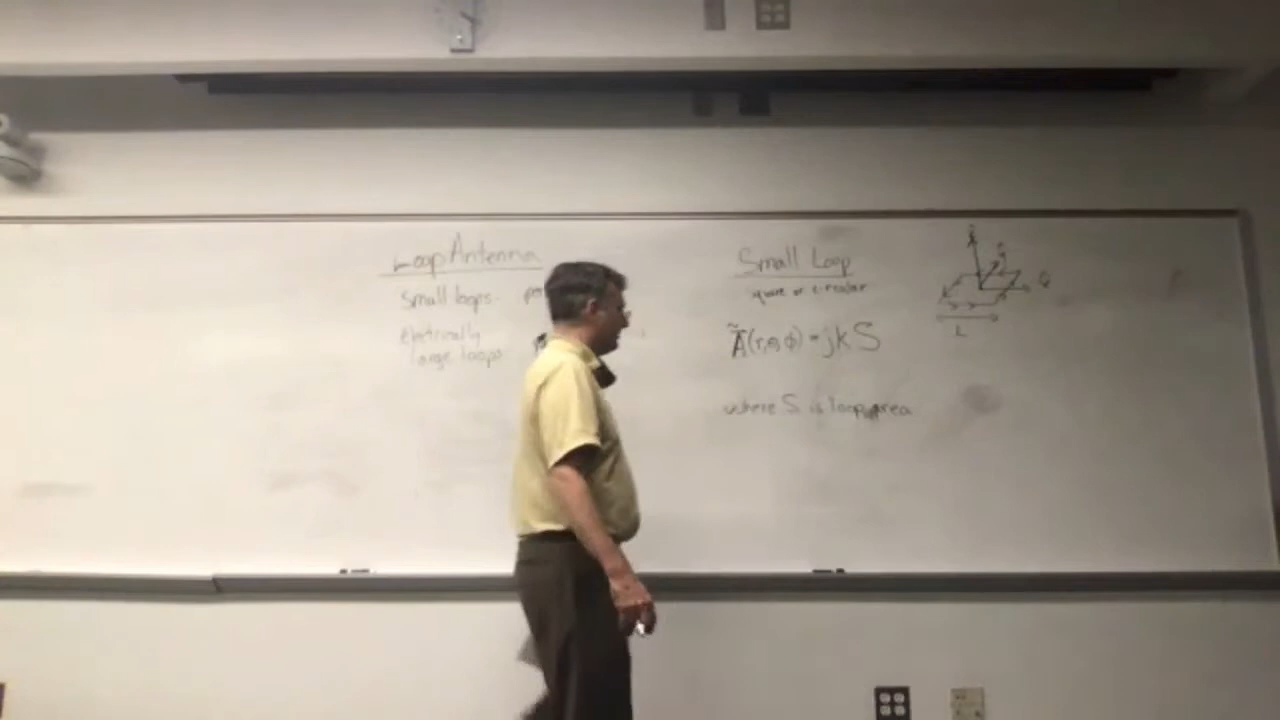 Loop Antenna
small loops-
electrically
large loops
Small Loop
square or circular
Ã(r,θ,φ) = jkS
where S is loop area
L